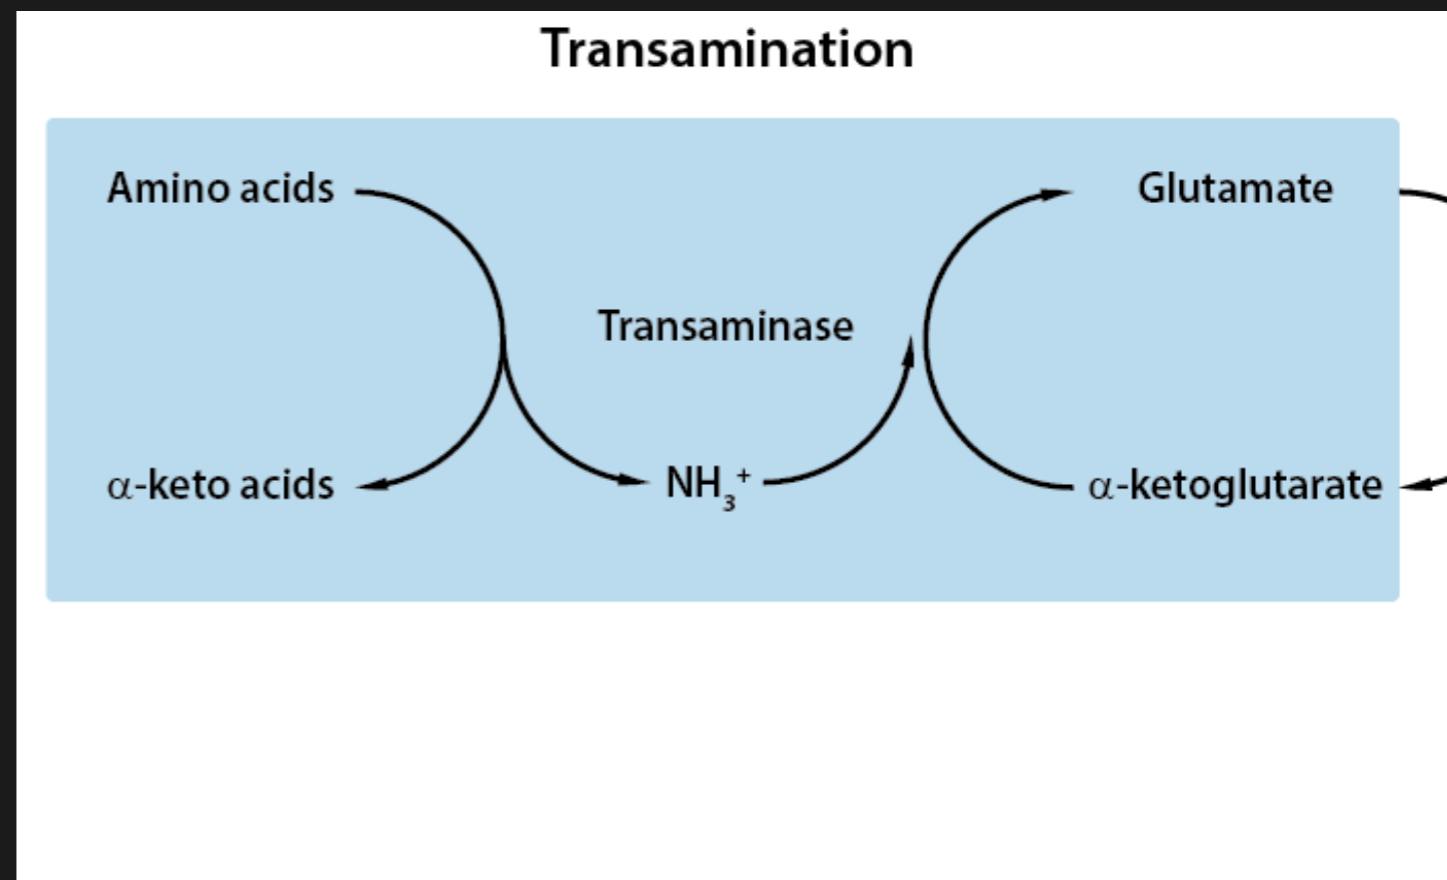 Transamination
Amino acids
Glutamate
Transaminase
α-keto acids
NH₃⁺
α-ketoglutarate